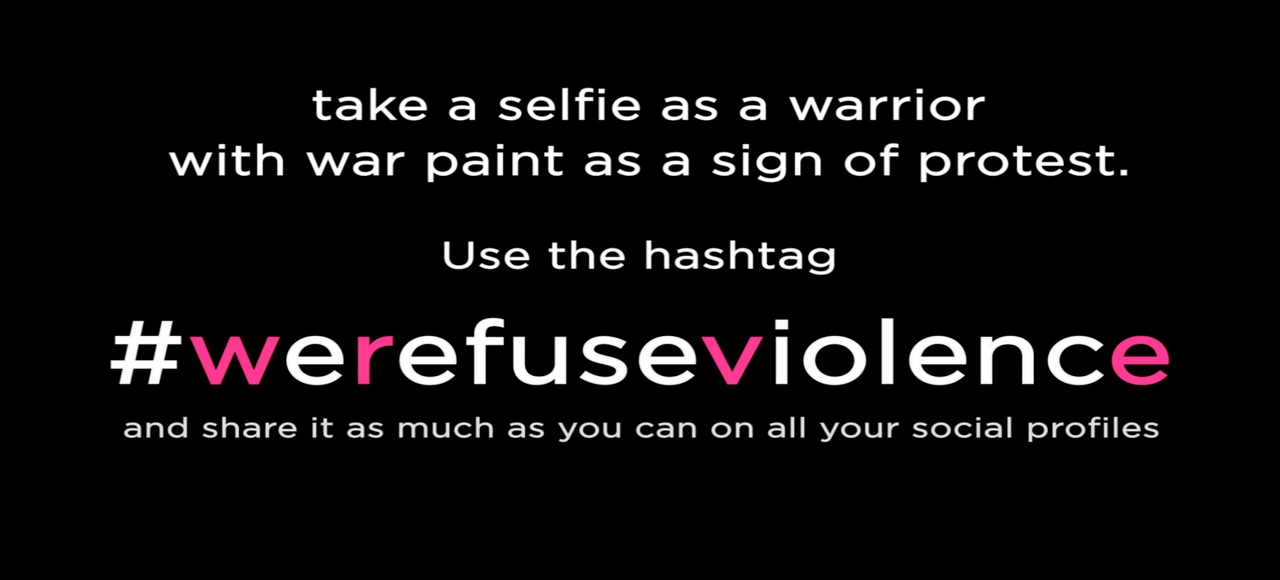 take a selfie as a warrior
with war paint as a sign of protest.
Use the hashtag
#werefuseviolence
and share it as much as you can on all your social profiles